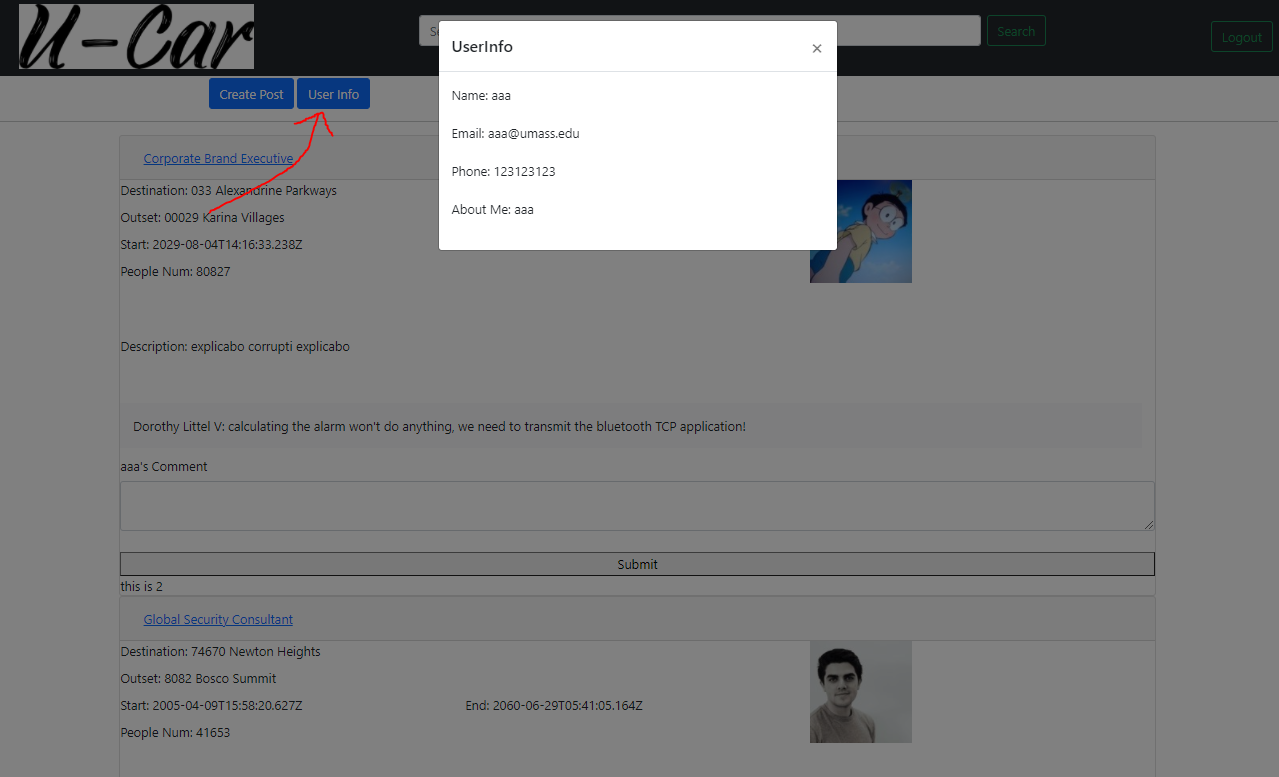 U-Car
Se
Search
Logout
Create Post
User Info
UserInfo
×
Name: aaa
Email: aaa@umass.edu
Phone: 123123123
About Me: aaa
Corporate Brand Executive
Destination: 033 Alexandrine Parkways
Outset: 00029 Karina Villages
Start: 2029-08-04T14:16:33.238Z
People Num: 80827
Description: explicabo corrupti explicabo
Dorothy Littel V: calculating the alarm won't do anything, we need to transmit the bluetooth TCP application!
aaa's Comment
Submit
this is 2
Global Security Consultant
Destination: 74670 Newton Heights
Outset: 8082 Bosco Summit
Start: 2005-04-09T15:58:20.627Z End: 2060-06-29T05:41:05.164Z
People Num: 41653